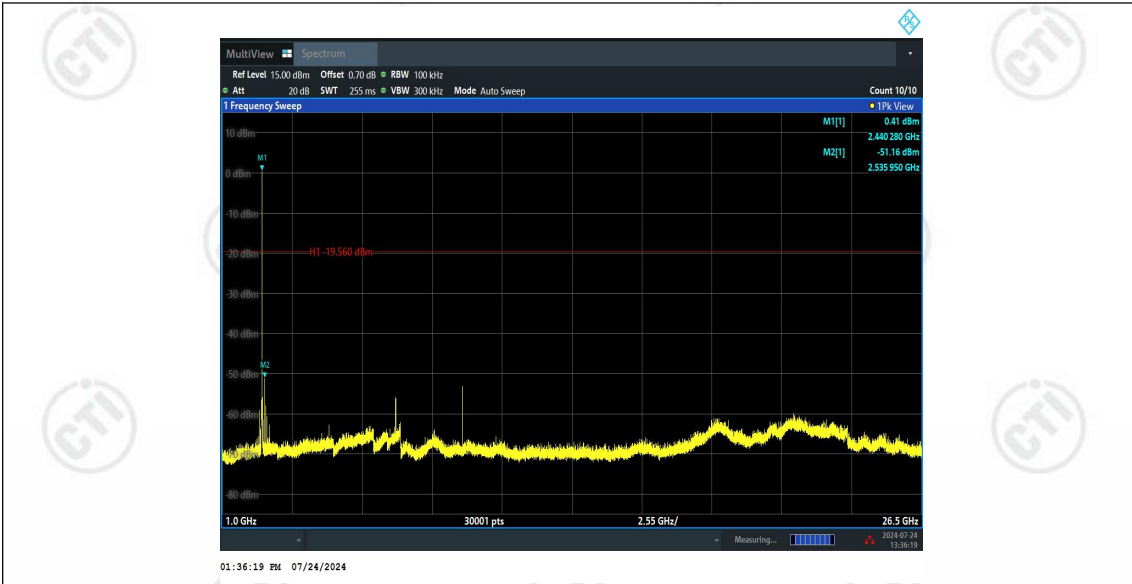 CTI
CTI
R&S
MultiView Spectrum
Ref Level 15.00 dBm Offset 0.70 dB RBW 100 kHz
Att 20 dB SWT 255 ms VBW 300 kHz Mode Auto Sweep Count 10/10
1 Frequency Sweep 1Pk View
M1[1] 0.41 dBm
2.440 280 GHz
M2[1] -51.16 dBm
2.535 950 GHz
10 dBm
M1
0 dBm
-10 dBm
-20 dBm
H1 -19.560 dBm
-30 dBm
-40 dBm
M2
-50 dBm
-60 dBm
-80 dBm
1.0 GHz 30001 pts 2.55 GHz/ 26.5 GHz
Measuring... 2024-07-24
13:36:19
CTI
CTI
01:36:19 PM 07/24/2024